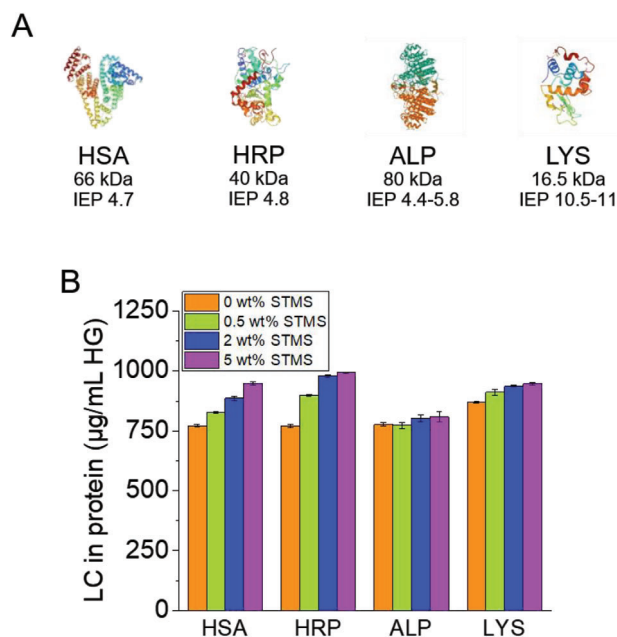 A
HSA
66 kDa
IEP 4.7
HRP
40 kDa
IEP 4.8
ALP
80 kDa
IEP 4.4-5.8
LYS
16.5 kDa
IEP 10.5-11
B
LC in protein (µg/mL HG)
1250
1000
750
500
250
0
0 wt% STMS
0.5 wt% STMS
2 wt% STMS
5 wt% STMS
HSA
HRP
ALP
LYS